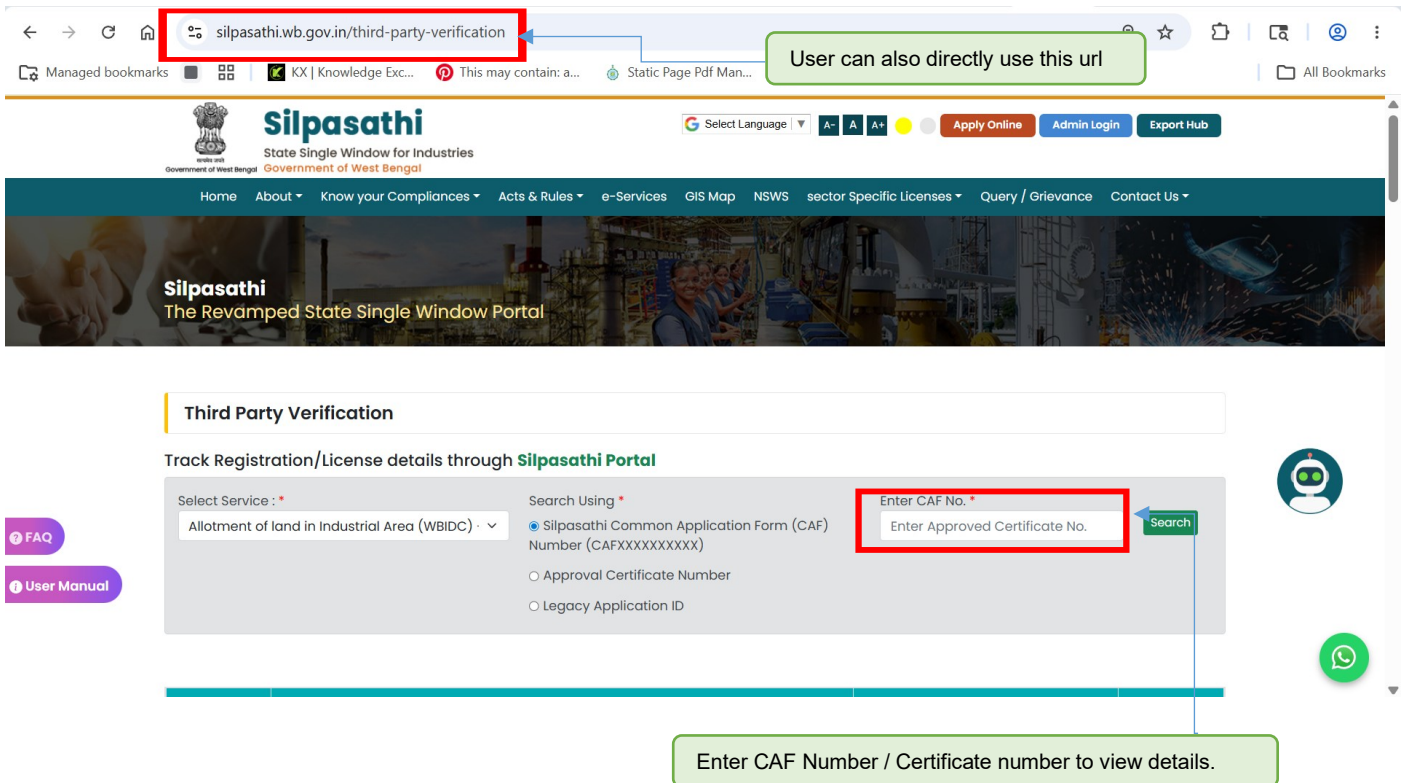 silpasathi.wb.gov.in/third-party-verification
User can also directly use this url
Managed bookmarks KX | Knowledge Exc... This may contain: a... Static Page Pdf Man... All Bookmarks
Silpasathi
State Single Window for Industries
Government of West Bengal Government of West Bengal
सत्यमेव जयते
G Select Language ▼ A- A A+ Apply Online Admin Login Export Hub
Home About Know your Compliances Acts & Rules e-Services GIS Map NSWS sector Specific Licenses Query / Grievance Contact Us
Silpasathi
The Revamped State Single Window Portal
Third Party Verification
Track Registration/License details through Silpasathi Portal
Select Service : * Search Using * Enter CAF No. *
Allotment of land in Industrial Area (WBIDC) - Silpasathi Common Application Form (CAF) Enter Approved Certificate No. Search
Number (CAFXXXXXXXXXX)
Approval Certificate Number
Legacy Application ID
FAQ
User Manual
Enter CAF Number / Certificate number to view details.